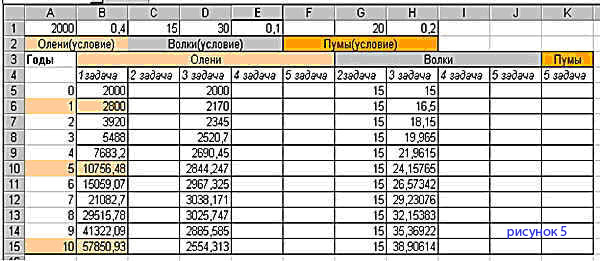 A B C D E F G H I J K
1 2000 0,4 15 30 0,1 20 0,2
2 Олени(условие) Волки(условие) Пумы(условие)
3 Годы Олени Волки Пумы
4 1 задача 2 задача 3 задача 4 задача 5 задача 2задача 3 задача 4 задача 5 задача 5 задача
5 0 2000 2000 15 15
6 1 2800 2170 15 16,5
7 2 3920 2345 15 18,15
8 3 5488 2520,7 15 19,965
9 4 7683,2 2690,45 15 21,9615
10 5 10756,48 2844,247 15 24,15765
11 6 15059,07 2967,325 15 26,57342
12 7 21082,7 3038,171 15 29,23076
13 8 29515,78 3025,747 15 32,15383
14 9 41322,09 2885,585 15 35,36922 рисунок 5
15 10 57850,93 2554,313 15 38,90614